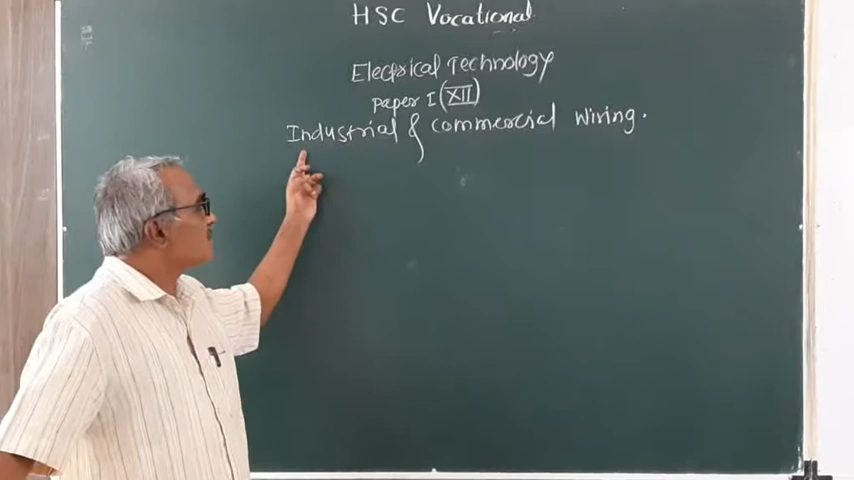 HSC Vocational
Electrical Technology
Paper I (XII)
Industrial & Commercial Wiring.